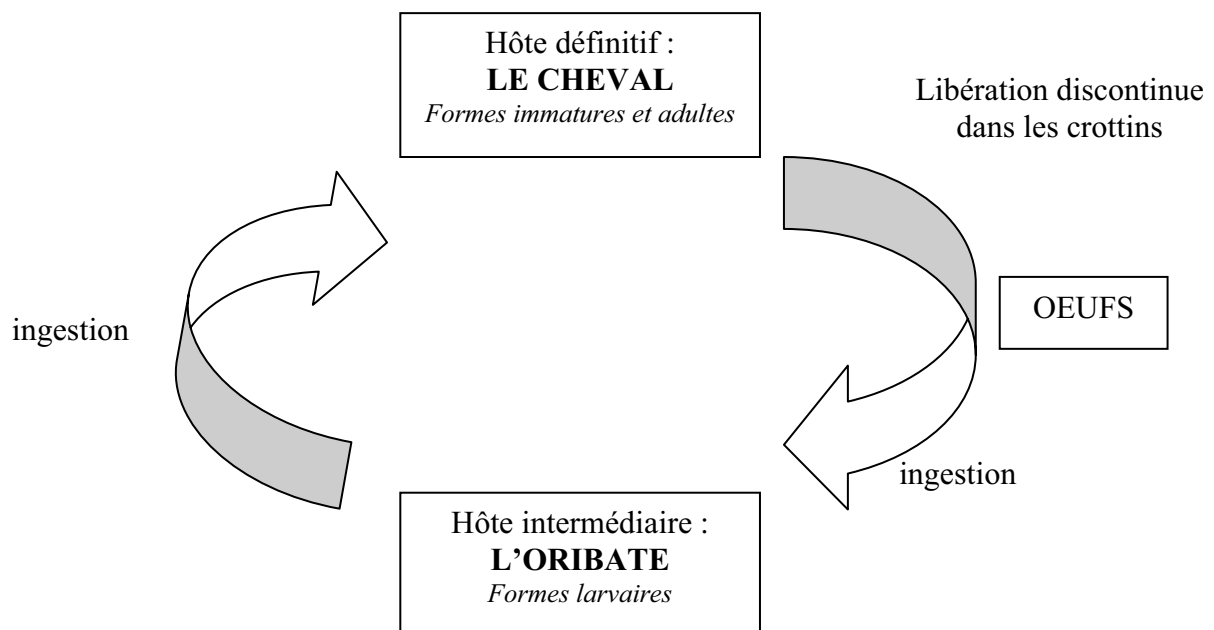 Hôte définitif :
LE CHEVAL
Formes immatures et adultes
Libération discontinue
dans les crottins
OEUFS
ingestion
ingestion
Hôte intermédiaire :
L’ORIBATE
Formes larvaires